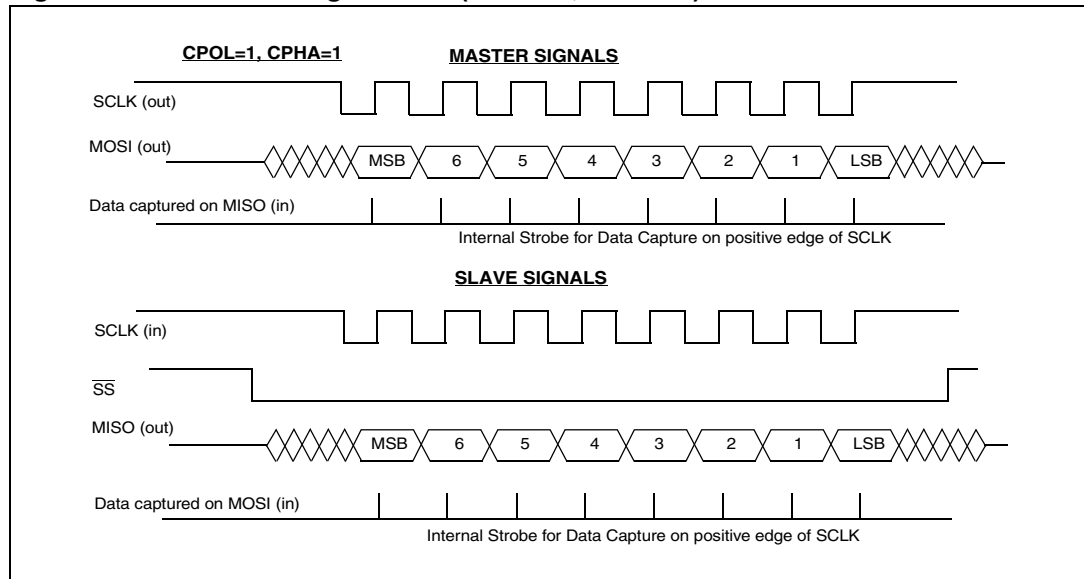 CPOL=1, CPHA=1 MASTER SIGNALS
SCLK (out)
MOSI (out) MSB 6 5 4 3 2 1 LSB
Data captured on MISO (in)
Internal Strobe for Data Capture on positive edge of SCLK
SLAVE SIGNALS
SCLK (in)
SS
MISO (out) MSB 6 5 4 3 2 1 LSB
Data captured on MOSI (in)
Internal Strobe for Data Capture on positive edge of SCLK